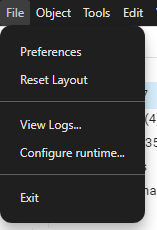 File Object Tools Edit
Preferences
Reset Layout
View Logs...
Configure runtime...
Exit